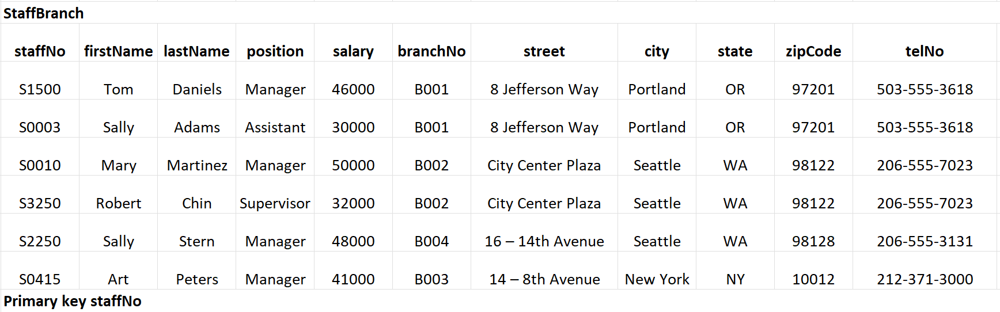 StaffBranch
staffNo firstName lastName position salary branchNo street city state zipCode telNo
S1500 Tom Daniels Manager 46000 B001 8 Jefferson Way Portland OR 97201 503-555-3618
S0003 Sally Adams Assistant 30000 B001 8 Jefferson Way Portland OR 97201 503-555-3618
S0010 Mary Martinez Manager 50000 B002 City Center Plaza Seattle WA 98122 206-555-7023
S3250 Robert Chin Supervisor 32000 B002 City Center Plaza Seattle WA 98122 206-555-7023
S2250 Sally Stern Manager 48000 B004 16 – 14th Avenue Seattle WA 98128 206-555-3131
S0415 Art Peters Manager 41000 B003 14 – 8th Avenue New York NY 10012 212-371-3000
Primary key staffNo